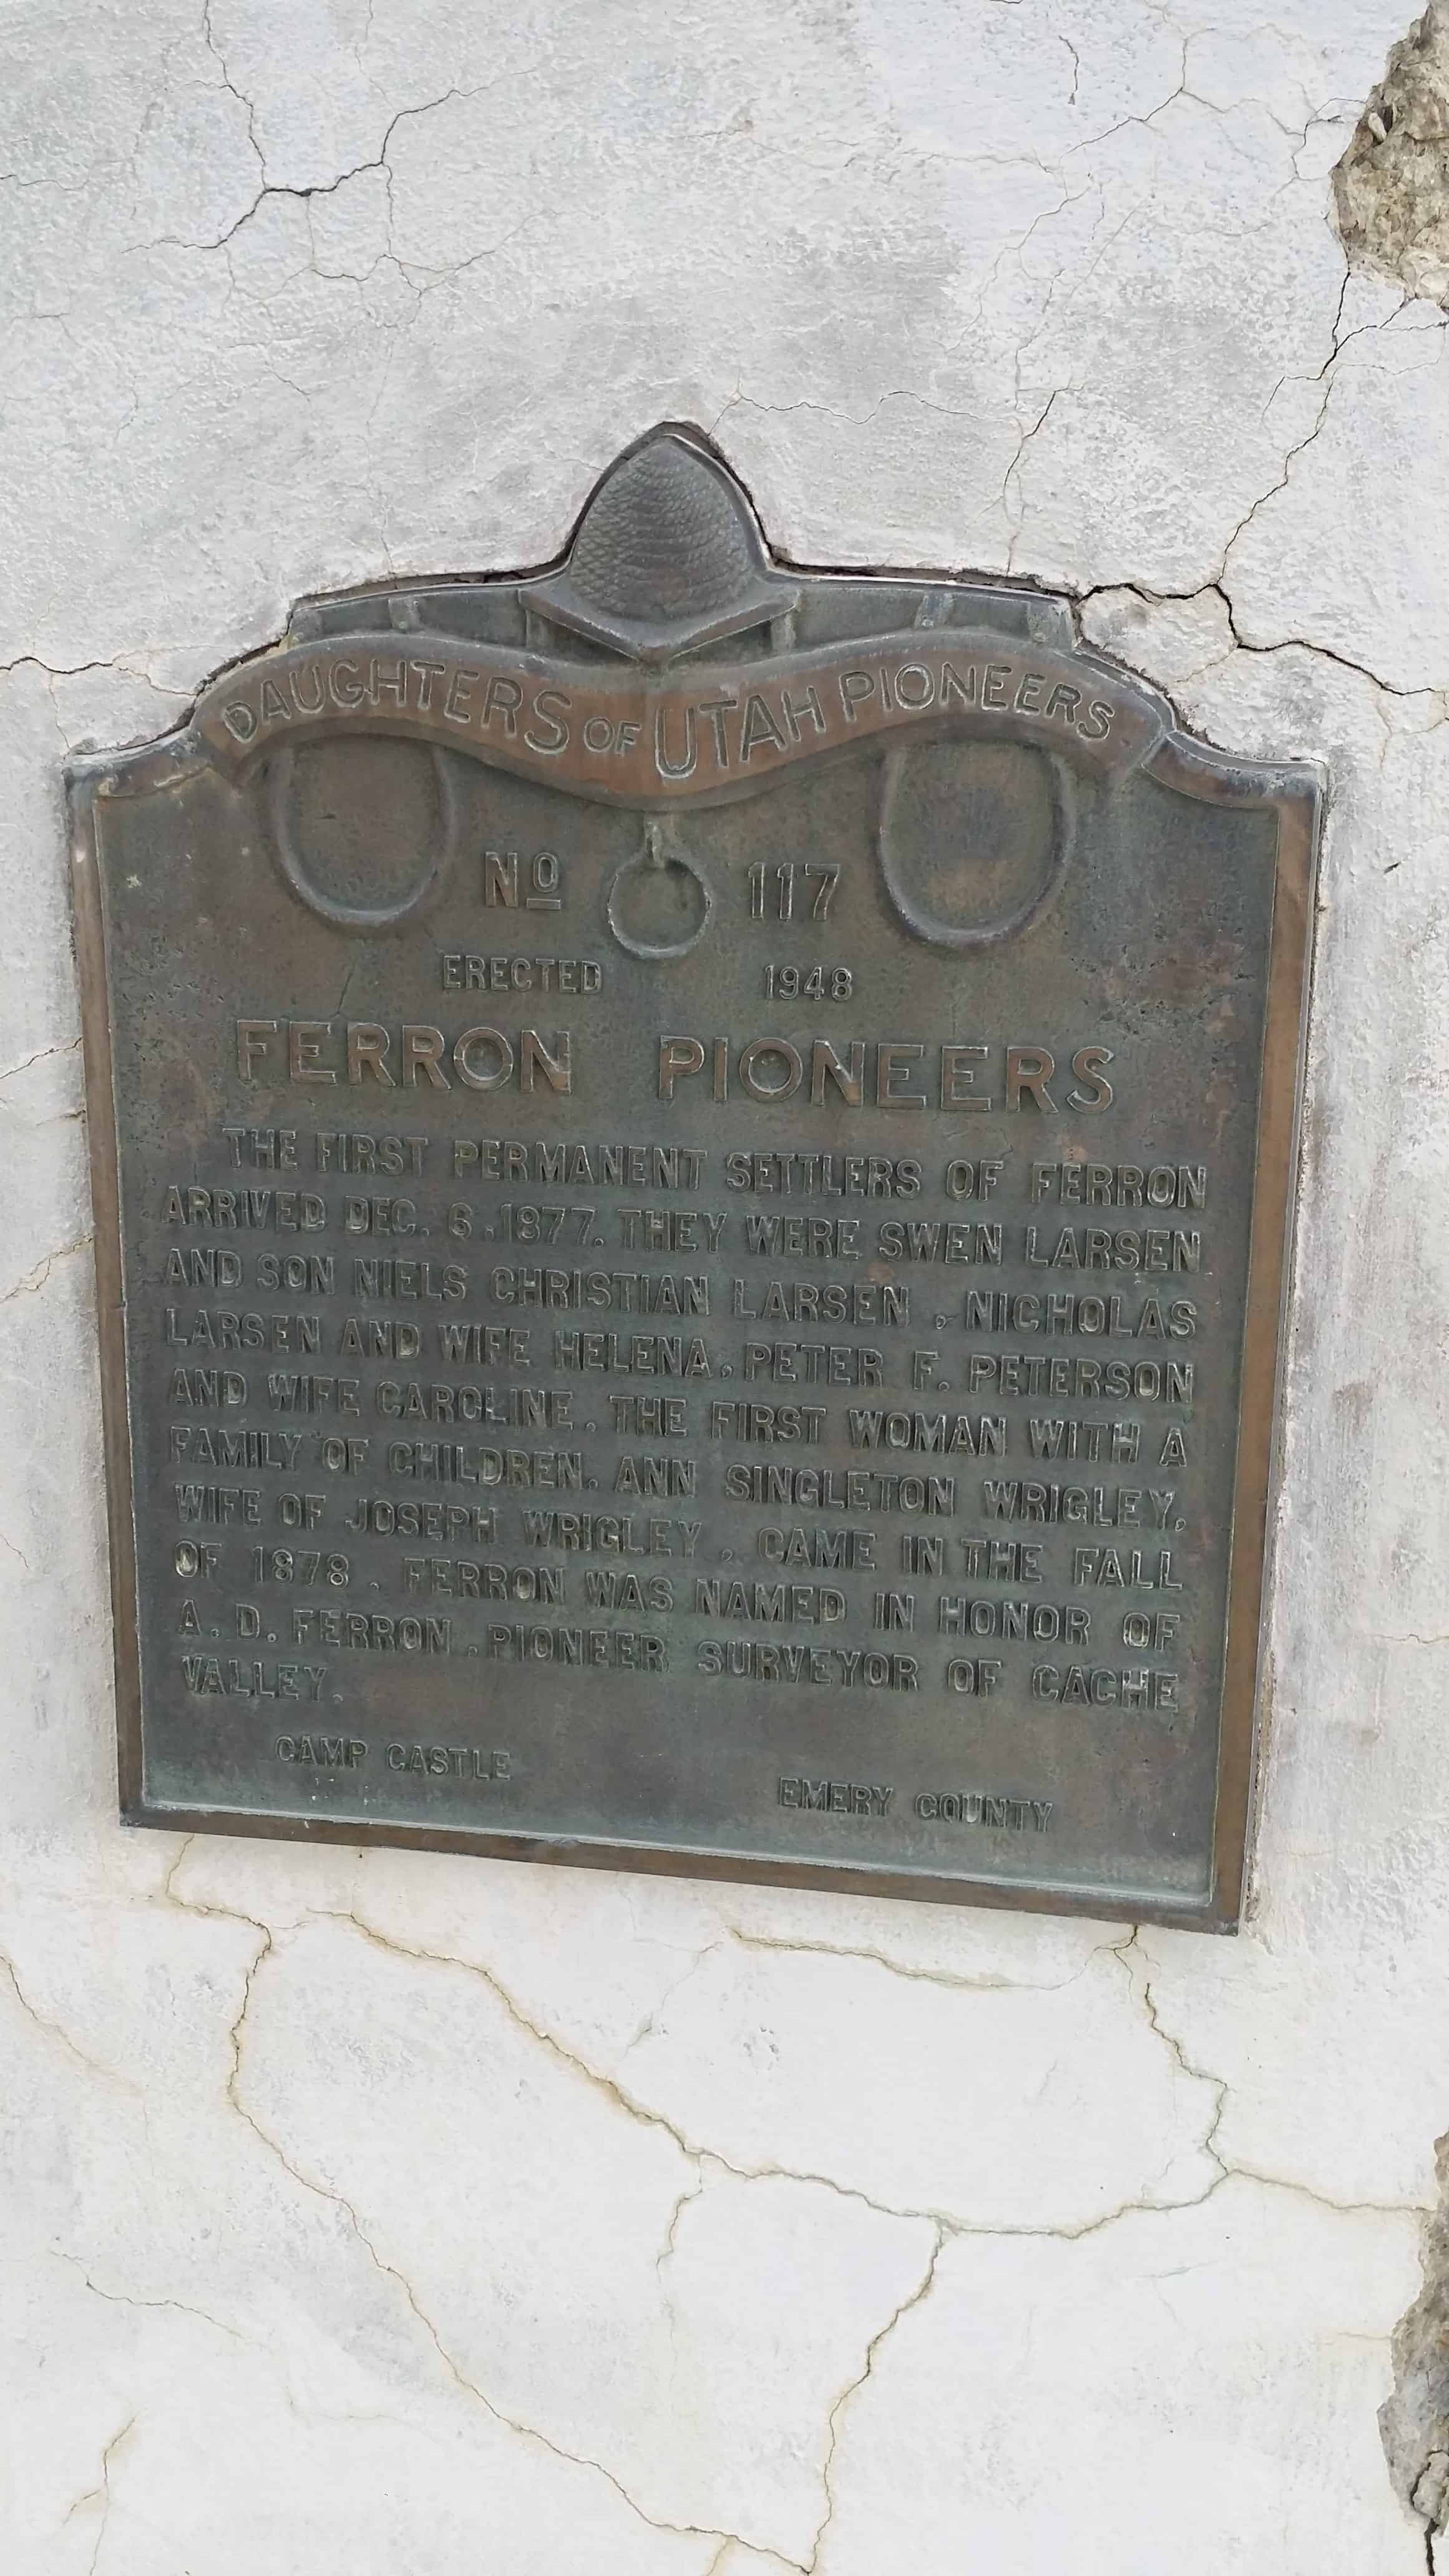 DAUGHTERS OF UTAH PIONEERS
No 117
ERECTED 1948
FERRON PIONEERS
THE FIRST PERMANENT SETTLERS OF FERRON
ARRIVED DEC. 6, 1877. THEY WERE SWEN LARSEN
AND SON NIELS CHRISTIAN LARSEN, NICHOLAS
LARSEN AND WIFE HELENA, PETER F. PETERSON
AND WIFE CAROLINE. THE FIRST WOMAN WITH A
FAMILY OF CHILDREN, ANN SINGLETON WRIGLEY,
WIFE OF JOSEPH WRIGLEY, CAME IN THE FALL
OF 1878. FERRON WAS NAMED IN HONOR OF
A. D. FERRON, PIONEER SURVEYOR OF CACHE
VALLEY.
CAMP CASTLE
EMERY COUNTY